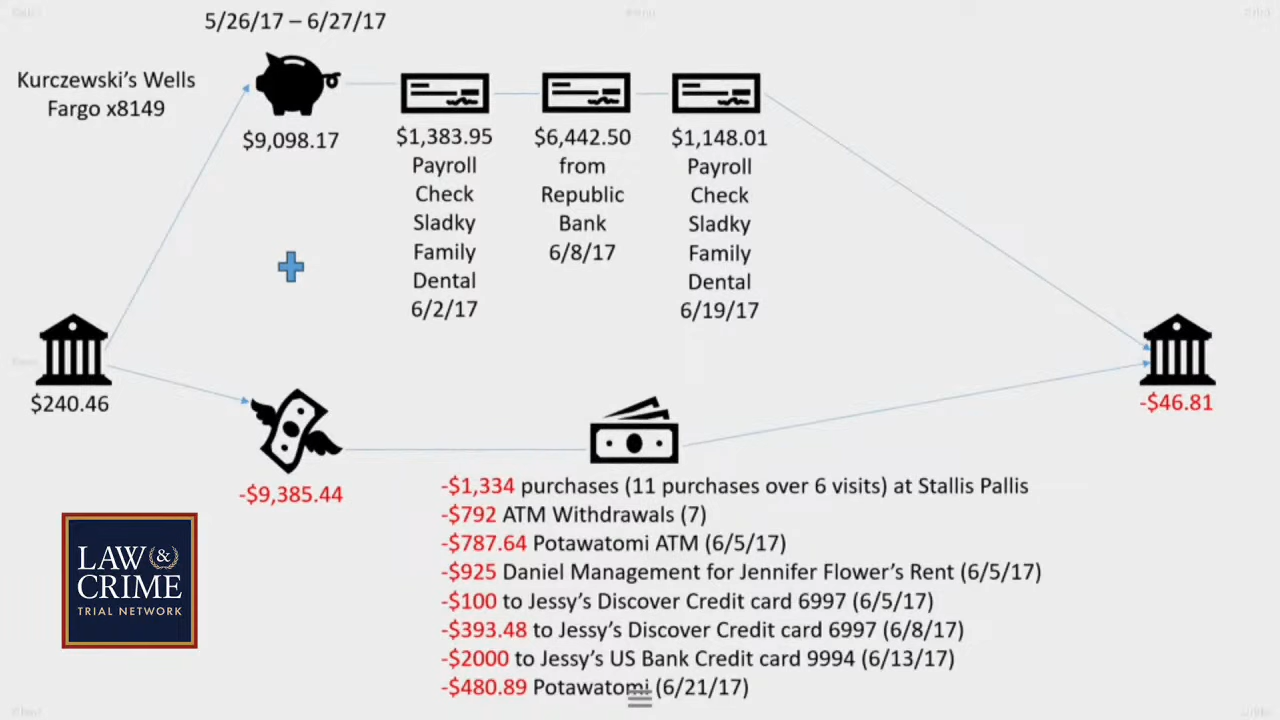 5/26/17 – 6/27/17
Kurczewski's Wells
Fargo x8149
$9,098.17
$1,383.95
Payroll
Check
Sladky
Family
Dental
6/2/17
$6,442.50
from
Republic
Bank
6/8/17
$1,148.01
Payroll
Check
Sladky
Family
Dental
6/19/17
$240.46
-$46.81
-$9,385.44
-$1,334 purchases (11 purchases over 6 visits) at Stallis Pallis
-$792 ATM Withdrawals (7)
-$787.64 Potawatomi ATM (6/5/17)
-$925 Daniel Management for Jennifer Flower's Rent (6/5/17)
-$100 to Jessy's Discover Credit card 6997 (6/5/17)
-$393.48 to Jessy's Discover Credit card 6997 (6/8/17)
-$2000 to Jessy's US Bank Credit card 9994 (6/13/17)
-$480.89 Potawatomi (6/21/17)
LAW &
CRIME
TRIAL NETWORK